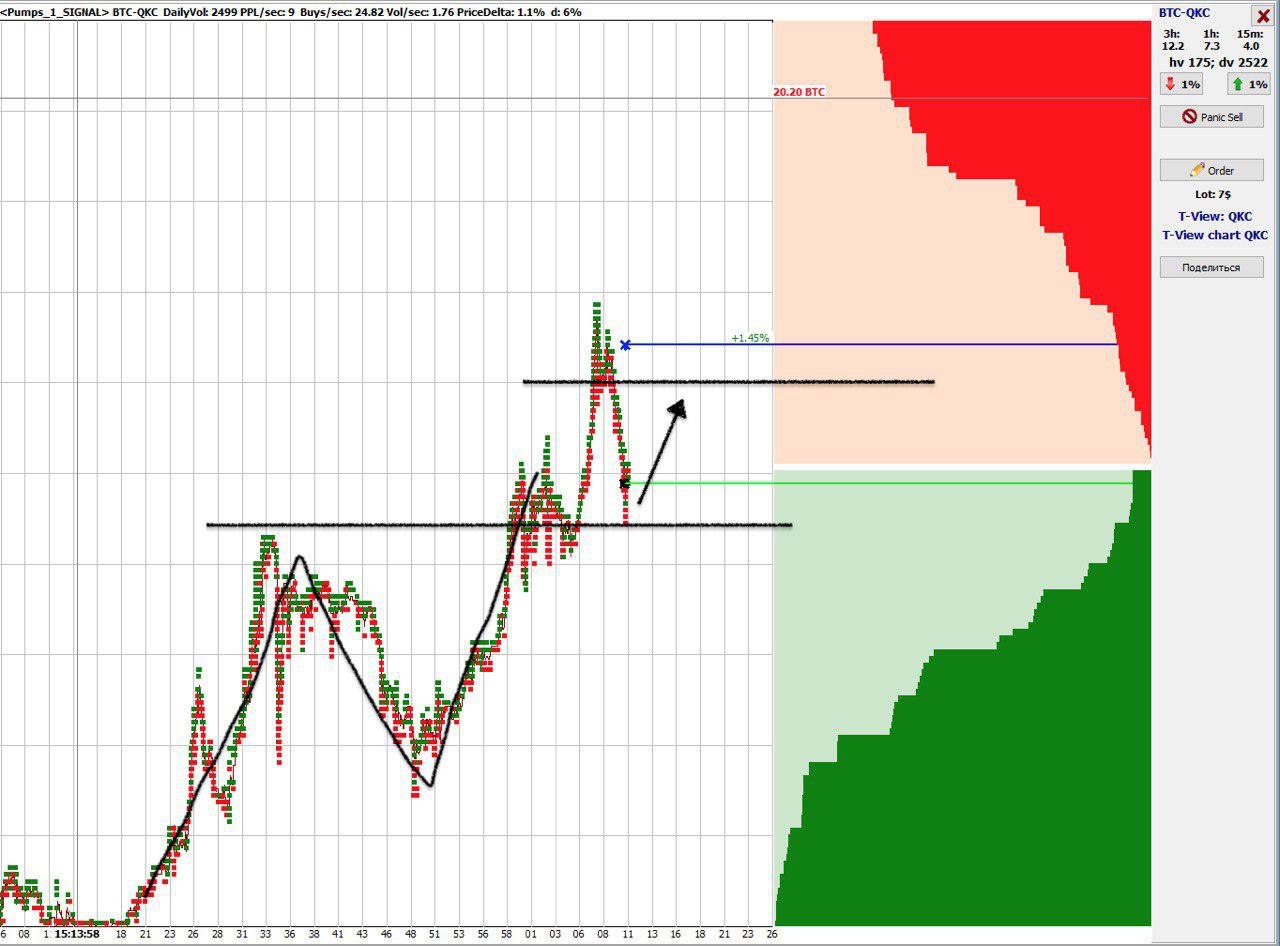 <Pumps_1_SIGNAL> BTC-QKC DailyVol: 2499 PPL/sec: 9 Buys/sec: 24.82 Vol/sec: 1.76 PriceDelta: 1.1% d: 6%
BTC-QKC
3h: 1h: 15m:
12.2 7.3 4.0
hv 175; dv 2522
1% 1%
20.20 BTC
Panic Sell
Order
Lot: 7$
T-View: QKC
T-View chart QKC
Поделиться
+1.45%
6 08 1 15:13:58 18 21 23 26 28 31 33 36 38 41 43 46 48 51 53 56 58 01 03 06 08 11 13 16 18 21 23 26